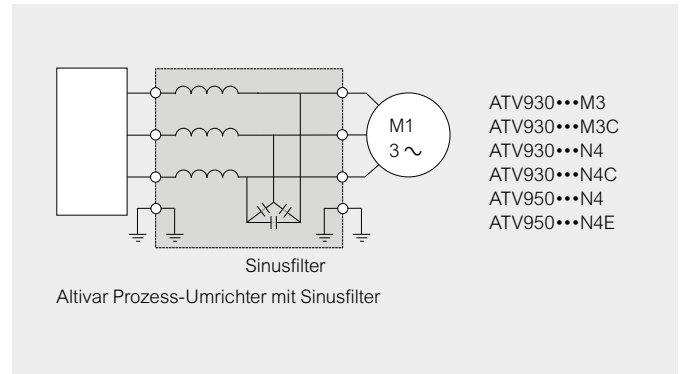 M1
3 ∿
ATV930•••M3
ATV930•••M3C
ATV930•••N4
ATV930•••N4C
ATV950•••N4
ATV950•••N4E
Sinusfilter
Altivar Prozess-Umrichter mit Sinusfilter